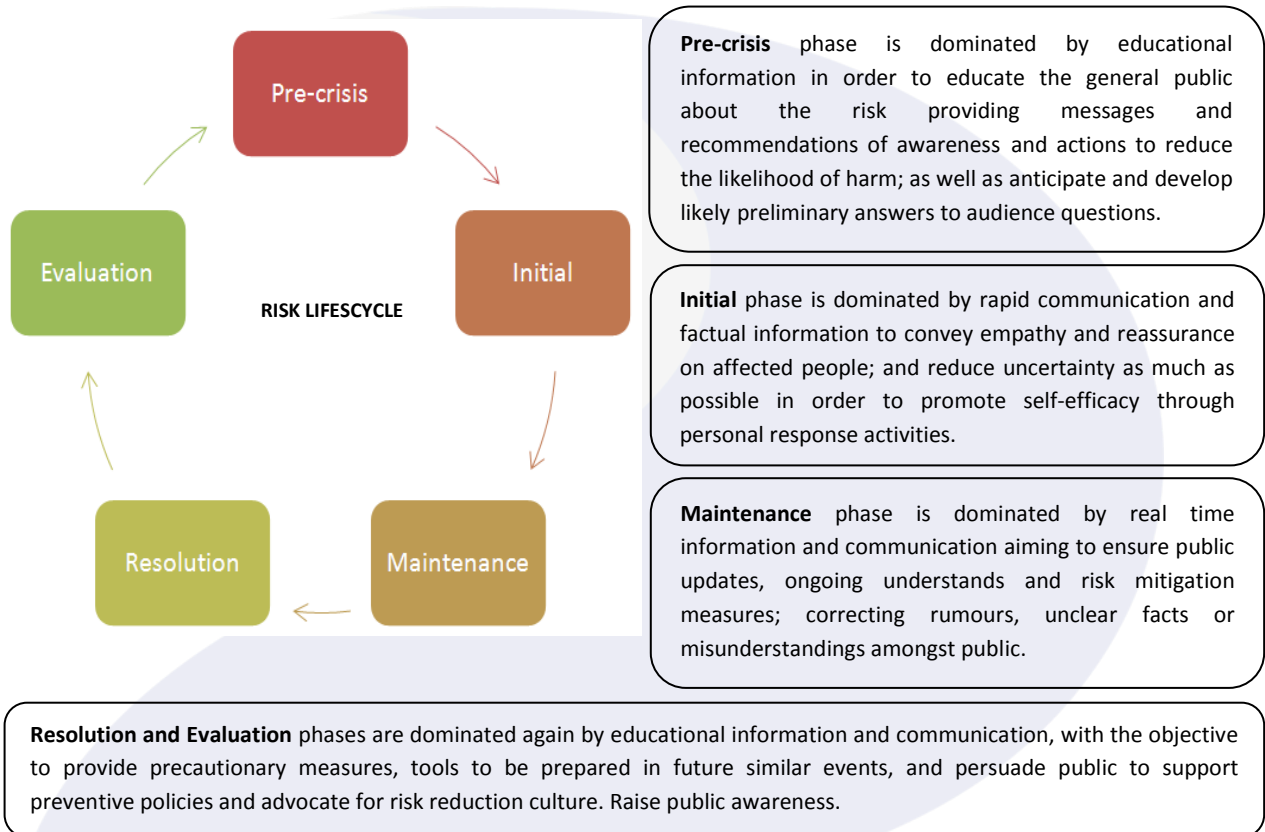 Pre-crisis
Initial
Maintenance
Resolution
Evaluation
RISK LIFESCYCLE
Pre-crisis phase is dominated by educational
information in order to educate the general public
about the risk providing messages and
recommendations of awareness and actions to reduce
the likelihood of harm; as well as anticipate and develop
likely preliminary answers to audience questions.
Initial phase is dominated by rapid communication and
factual information to convey empathy and reassurance
on affected people; and reduce uncertainty as much as
possible in order to promote self-efficacy through
personal response activities.
Maintenance phase is dominated by real time
information and communication aiming to ensure public
updates, ongoing understands and risk mitigation
measures; correcting rumours, unclear facts or
misunderstandings amongst public.
Resolution and Evaluation phases are dominated again by educational information and communication, with the objective
to provide precautionary measures, tools to be prepared in future similar events, and persuade public to support
preventive policies and advocate for risk reduction culture. Raise public awareness.